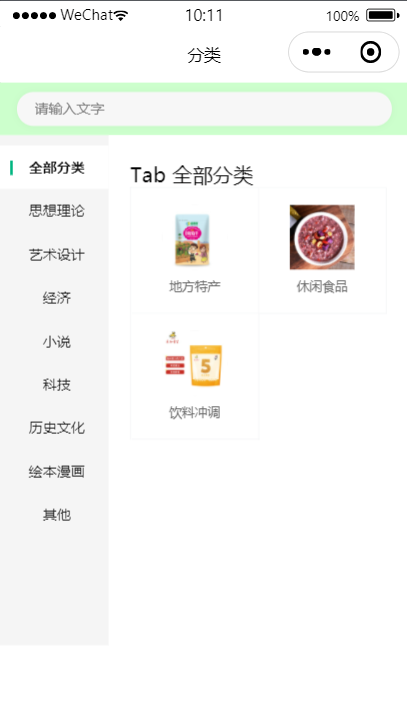 WeChat 10:11 100%
分类
请输入文字
全部分类
思想理论
艺术设计
经济
小说
科技
历史文化
绘本漫画
其他
Tab 全部分类
地方特产
休闲食品
5
饮料冲调